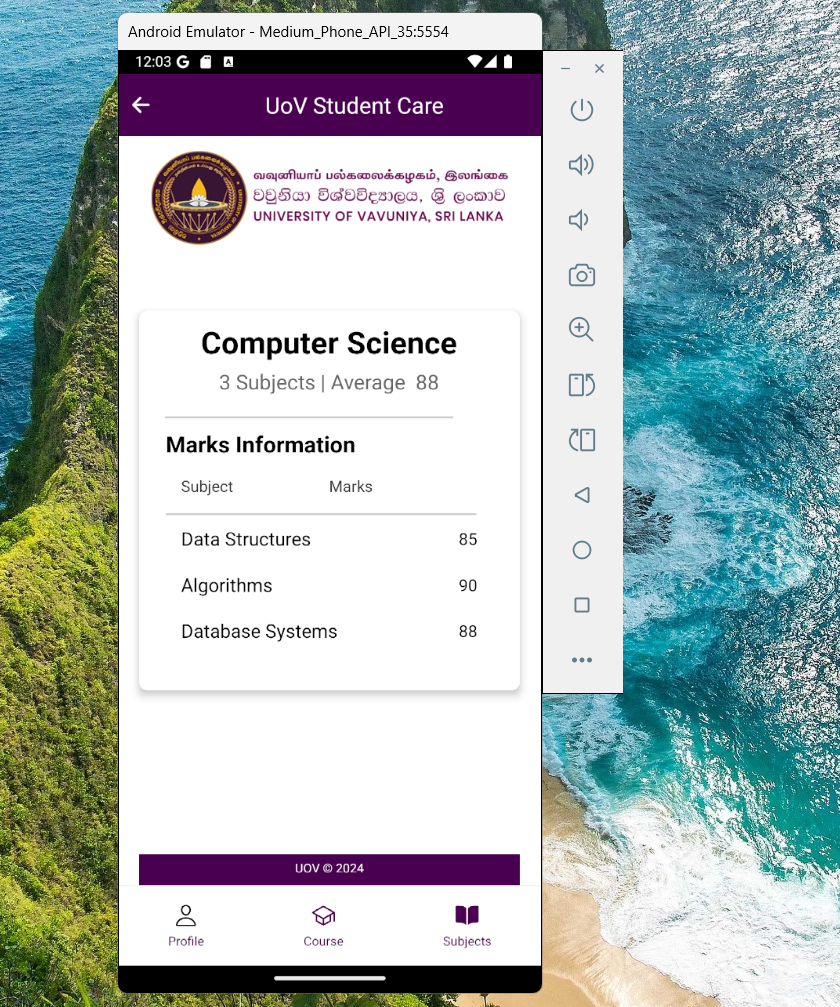 Android Emulator - Medium_Phone_API_35:5554
12:03
UoV Student Care
வவுனியாப் பல்கலைக்கழகம், இலங்கை
වවුනියා විශ්වවිද්‍යාලය, ශ්‍රි ලංකාව
UNIVERSITY OF VAVUNIYA, SRI LANKA
Computer Science
3 Subjects | Average 88
Marks Information
Subject Marks
Data Structures 85
Algorithms 90
Database Systems 88
UOV © 2024
Profile Course Subjects